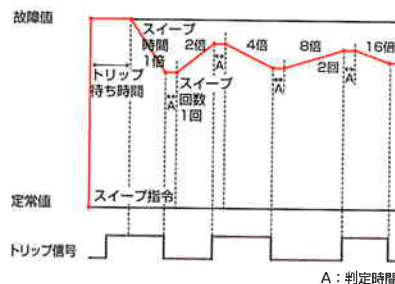 故障値
スイープ
時間
1倍
2倍
4倍
8倍
16倍
トリップ
待ち時間
A
スイープ
回数
1回
A
A
2回
A
定常値
スイープ指令
トリップ信号
A：判定時間